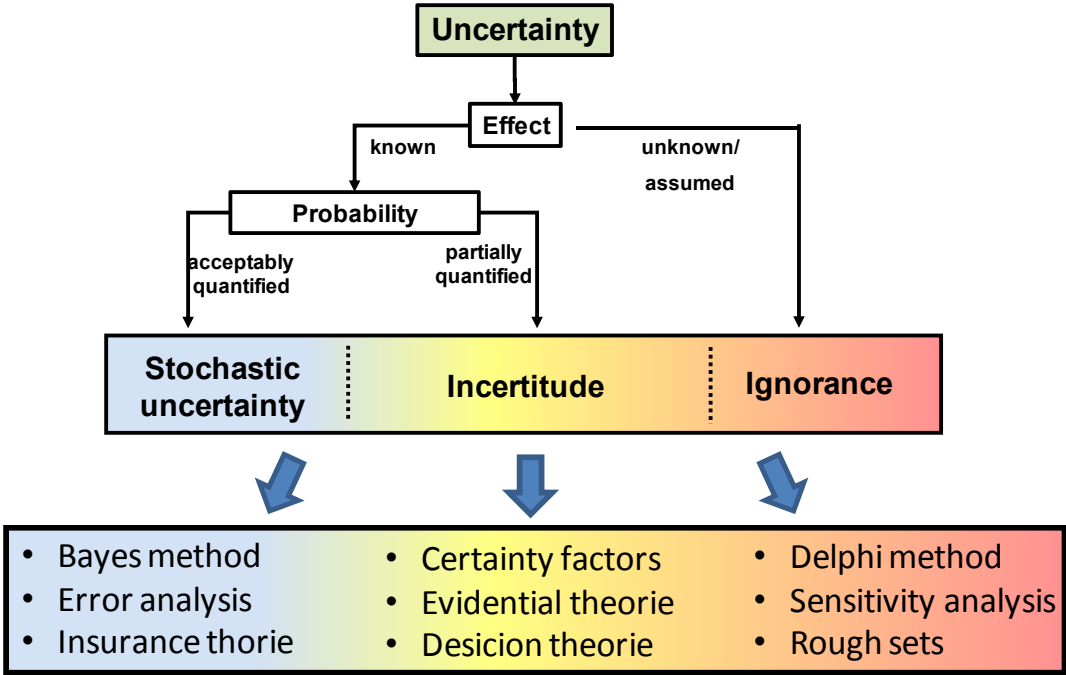 Uncertainty
Effect
known
unknown/
assumed
Probability
acceptably
quantified
partially
quantified
Stochastic
uncertainty
Incertitude
Ignorance
• Bayes method
• Error analysis
• Insurance thorie
• Certainty factors
• Evidential theorie
• Desicion theorie
• Delphi method
• Sensitivity analysis
• Rough sets